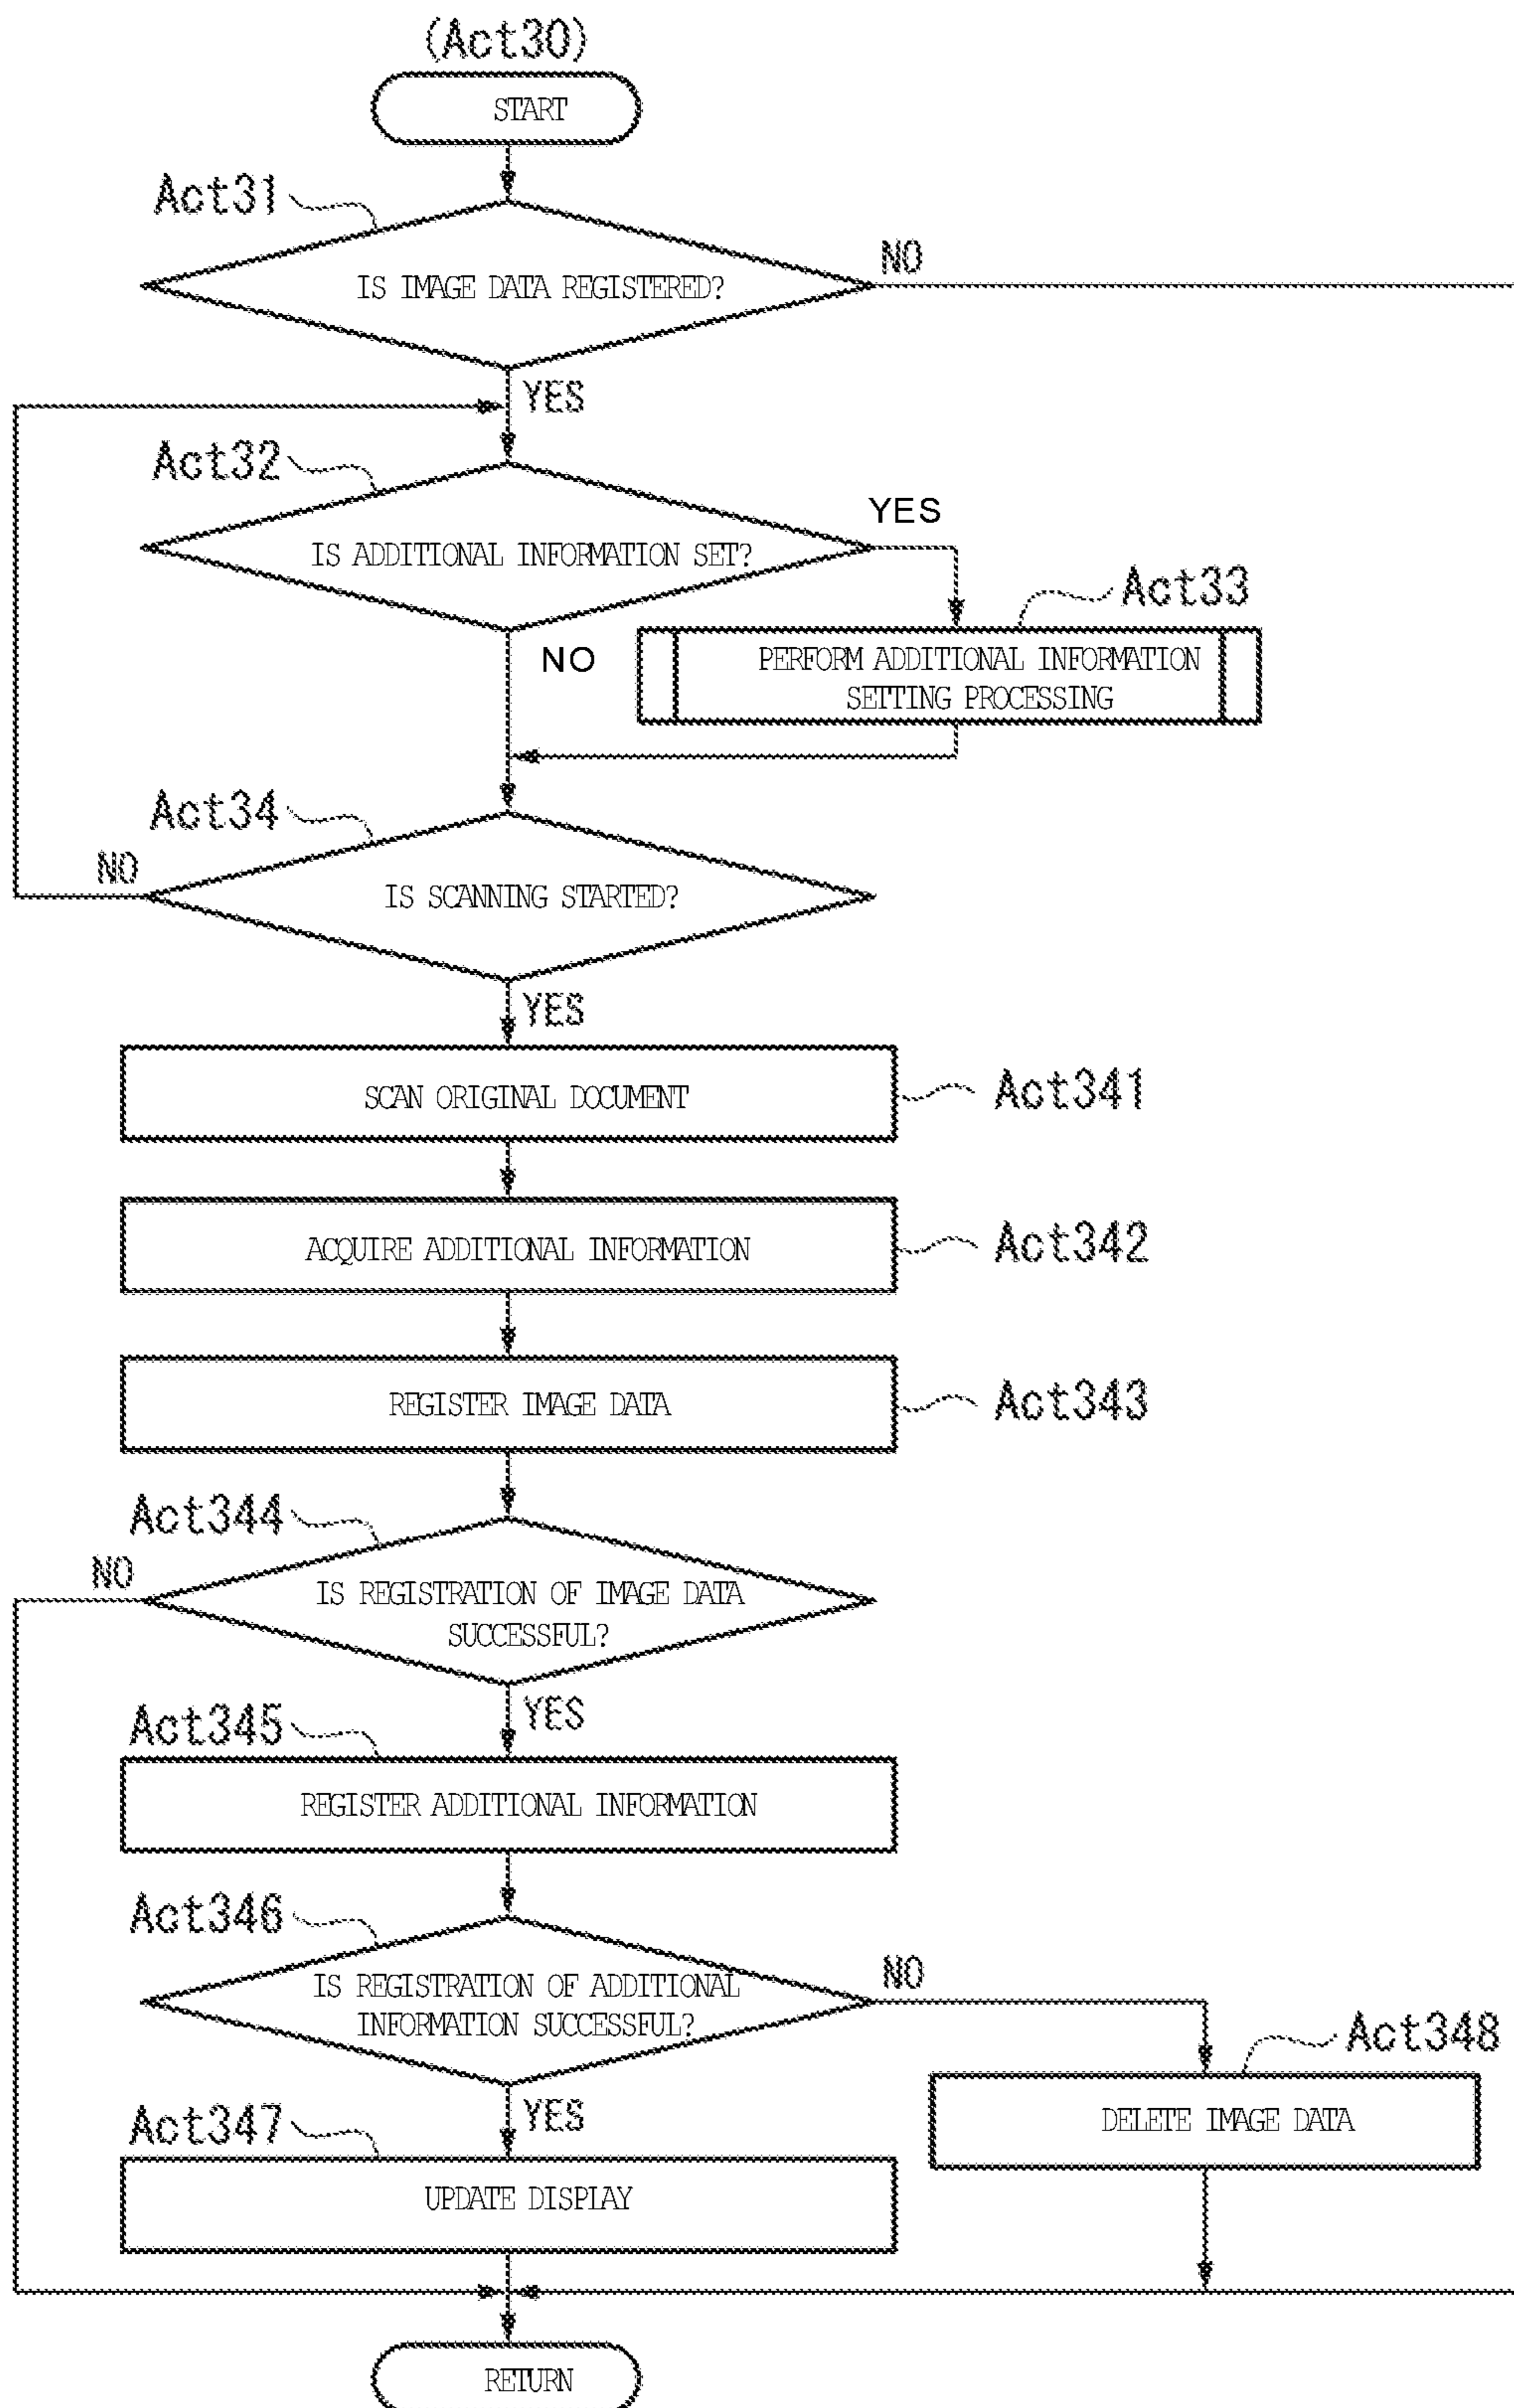 (Act30)
START
Act31
IS IMAGE DATA REGISTERED?
NO
YES
Act32
IS ADDITIONAL INFORMATION SET?
YES
Act33
NO
PERFORM ADDITIONAL INFORMATION
SETTING PROCESSING
Act34
NO
IS SCANNING STARTED?
YES
SCAN ORIGINAL DOCUMENT
Act341
ACQUIRE ADDITIONAL INFORMATION
Act342
REGISTER IMAGE DATA
Act343
Act344
NO
IS REGISTRATION OF IMAGE DATA
SUCCESSFUL?
YES
Act345
REGISTER ADDITIONAL INFORMATION
Act346
IS REGISTRATION OF ADDITIONAL
INFORMATION SUCCESSFUL?
NO
Act348
YES
Act347
DELETE IMAGE DATA
UPDATE DISPLAY
RETURN